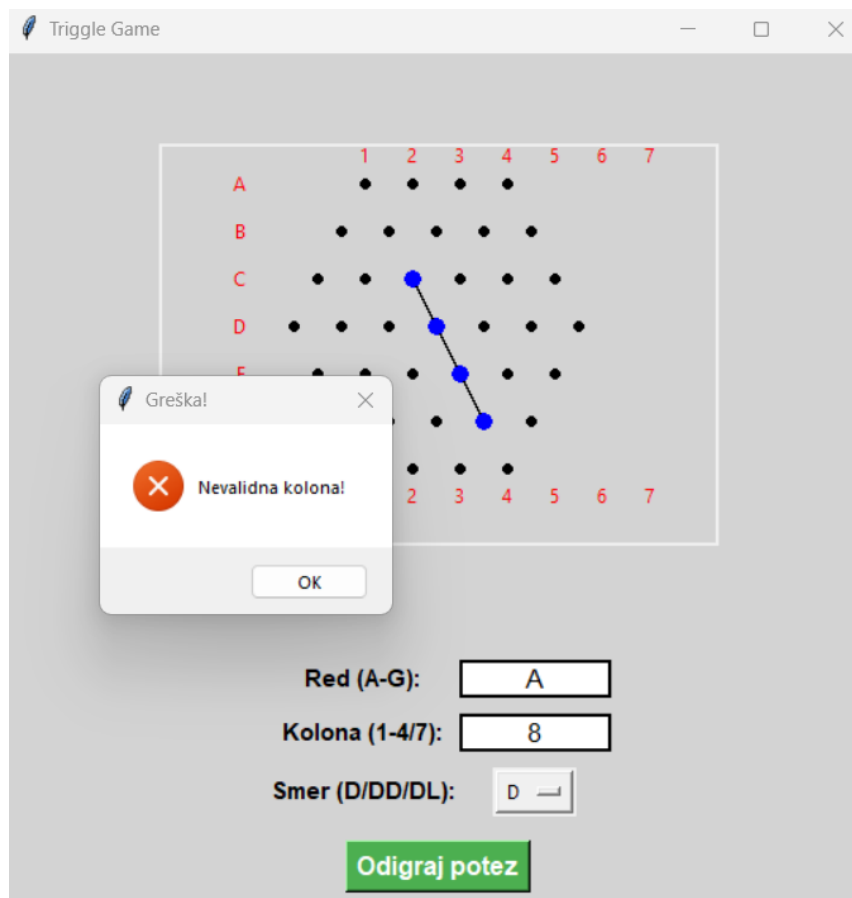 Triggle Game
1 2 3 4 5 6 7
A
B
C
D
E
Greška!
Nevalidna kolona!
2 3 4 5 6 7
OK
Red (A-G): A
Kolona (1-4/7): 8
Smer (D/DD/DL): D
Odigraj potez